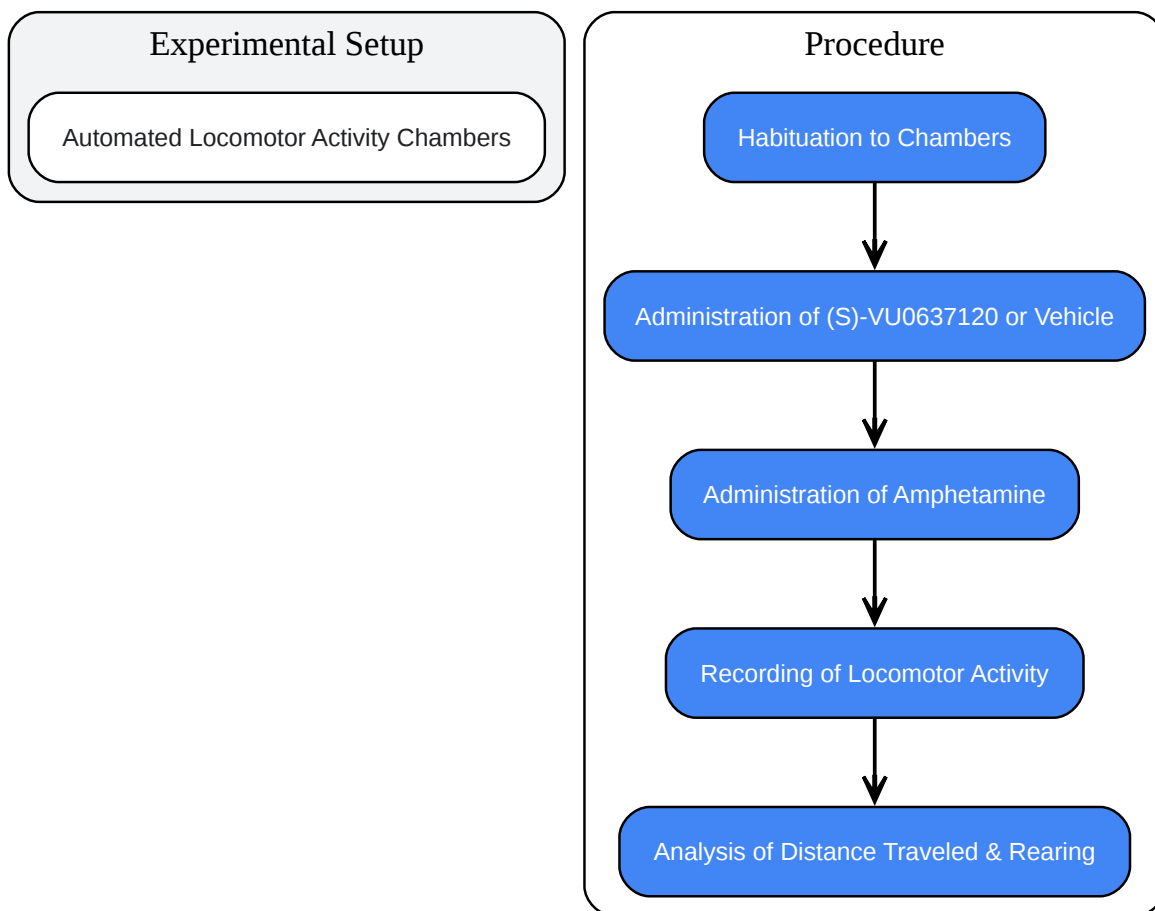 Experimental Setup
Automated Locomotor Activity Chambers
Procedure
Habituation to Chambers
Administration of (S)-VU0637120 or Vehicle
Administration of Amphetamine
Recording of Locomotor Activity
Analysis of Distance Traveled & Rearing